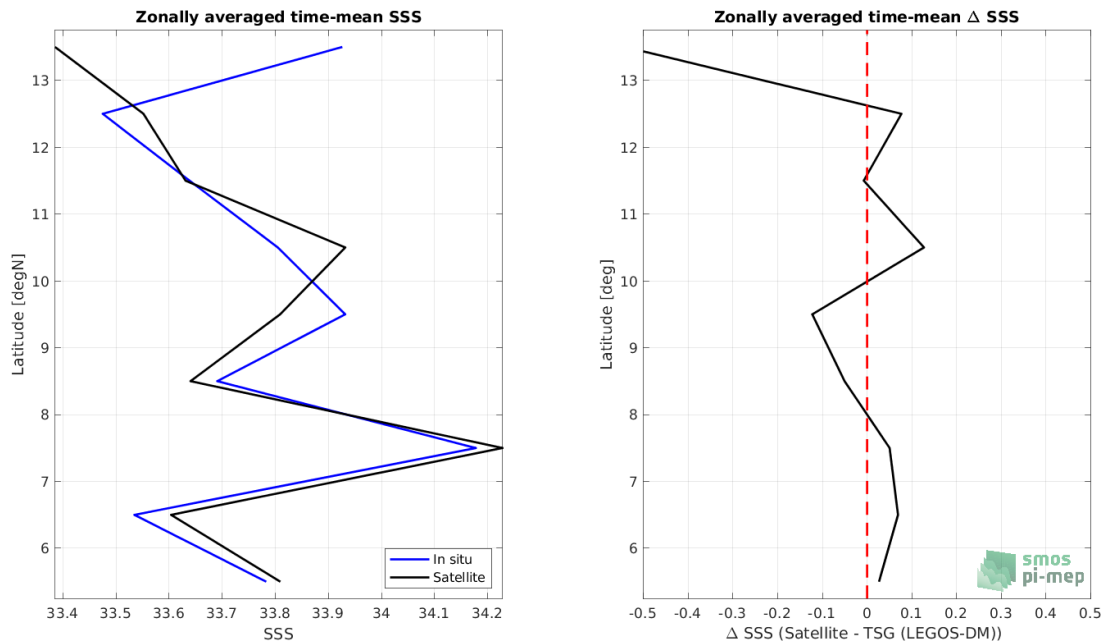 Zonally averaged time-mean SSS
13
12
11
10
9
8
7
6
Latitude [degN]
33.4 33.5 33.6 33.7 33.8 33.9 34 34.1 34.2
SSS
In situ
Satellite
Zonally averaged time-mean Δ SSS
13
12
11
10
9
8
7
6
Latitude [deg]
-0.5 -0.4 -0.3 -0.2 -0.1 0 0.1 0.2 0.3 0.4 0.5
Δ SSS (Satellite - TSG (LEGOS-DM))
smos
pi-mep